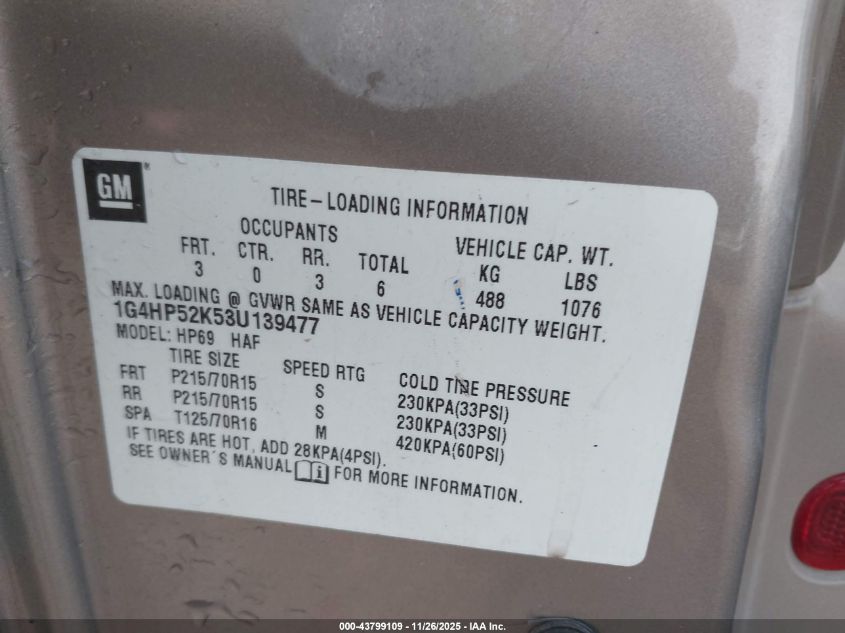 GM
TIRE-LOADING INFORMATION
OCCUPANTS VEHICLE CAP. WT.
FRT. CTR. RR. TOTAL KG LBS
3 0 3 6 488 1076
MAX. LOADING @ GVWR SAME AS VEHICLE CAPACITY WEIGHT.
1G4HP52K53U139477
MODEL: HP69 HAF
TIRE SIZE SPEED RTG COLD TIRE PRESSURE
FRT P215/70R15 S 230KPA(33PSI)
RR P215/70R15 S 230KPA(33PSI)
SPA T125/70R16 M 420KPA(60PSI)
IF TIRES ARE HOT, ADD 28KPA(4PSI).
SEE OWNER´S MANUAL FOR MORE INFORMATION.
000-43799109 - 11/26/2025 - IAA Inc.